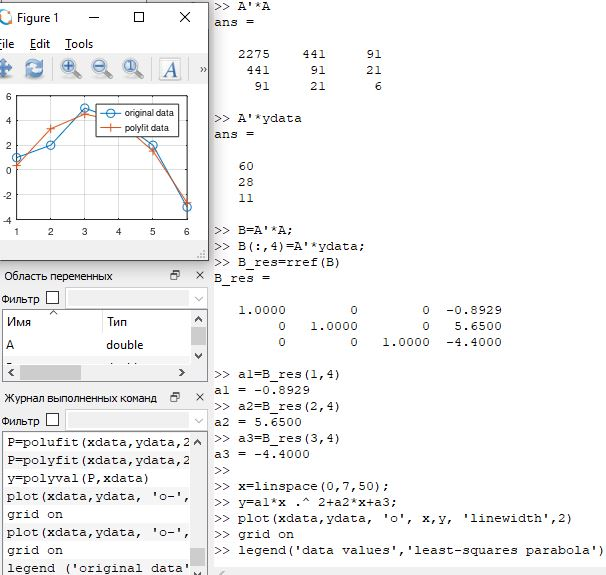 Figure 1
File Edit Tools
A
»
6
4
2
0
-2
-4
1 2 3 4 5 6
original data
polyfit data
Область переменных
Фильтр
Имя Тип
A double
Журнал выполненных команд
Фильтр
P=polufit(xdata,ydata,2
P=polyfit(xdata,ydata,2
y=polyval(P,xdata)
plot(xdata,ydata, 'o-',
grid on
plot(xdata,ydata, 'o-',
grid on
legend ('original data'
>> A'*A
ans =
2275 441 91
441 91 21
91 21 6
>> A'*ydata
ans =
60
28
11
>> B=A'*A;
>> B(:,4)=A'*ydata;
>> B_res=rref(B)
B_res =
1.0000 0 0 -0.8929
0 1.0000 0 5.6500
0 0 1.0000 -4.4000
>> a1=B_res(1,4)
a1 = -0.8929
>> a2=B_res(2,4)
a2 = 5.6500
>> a3=B_res(3,4)
a3 = -4.4000
>>
>> x=linspace(0,7,50);
>> y=a1*x .^ 2+a2*x+a3;
>> plot(xdata,ydata, 'o', x,y, 'linewidth',2)
>> grid on
>> legend('data values','least-squares parabola')